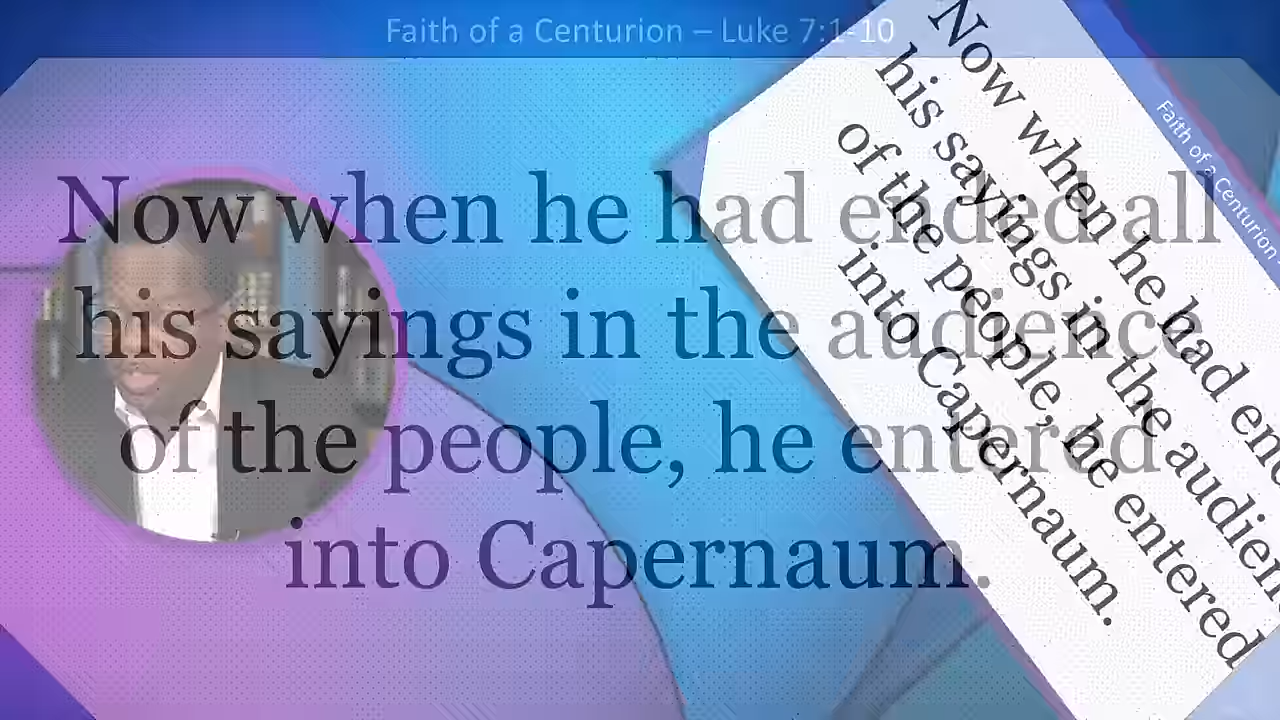 Faith of a Centurion – Luke 7:1-10
Now when he had ended all
his sayings in the audience
of the people, he entered
into Capernaum.
Faith of a Centurion -
Now when he had end
his sayings in the audien
of the people, he entered
into Capernaum.